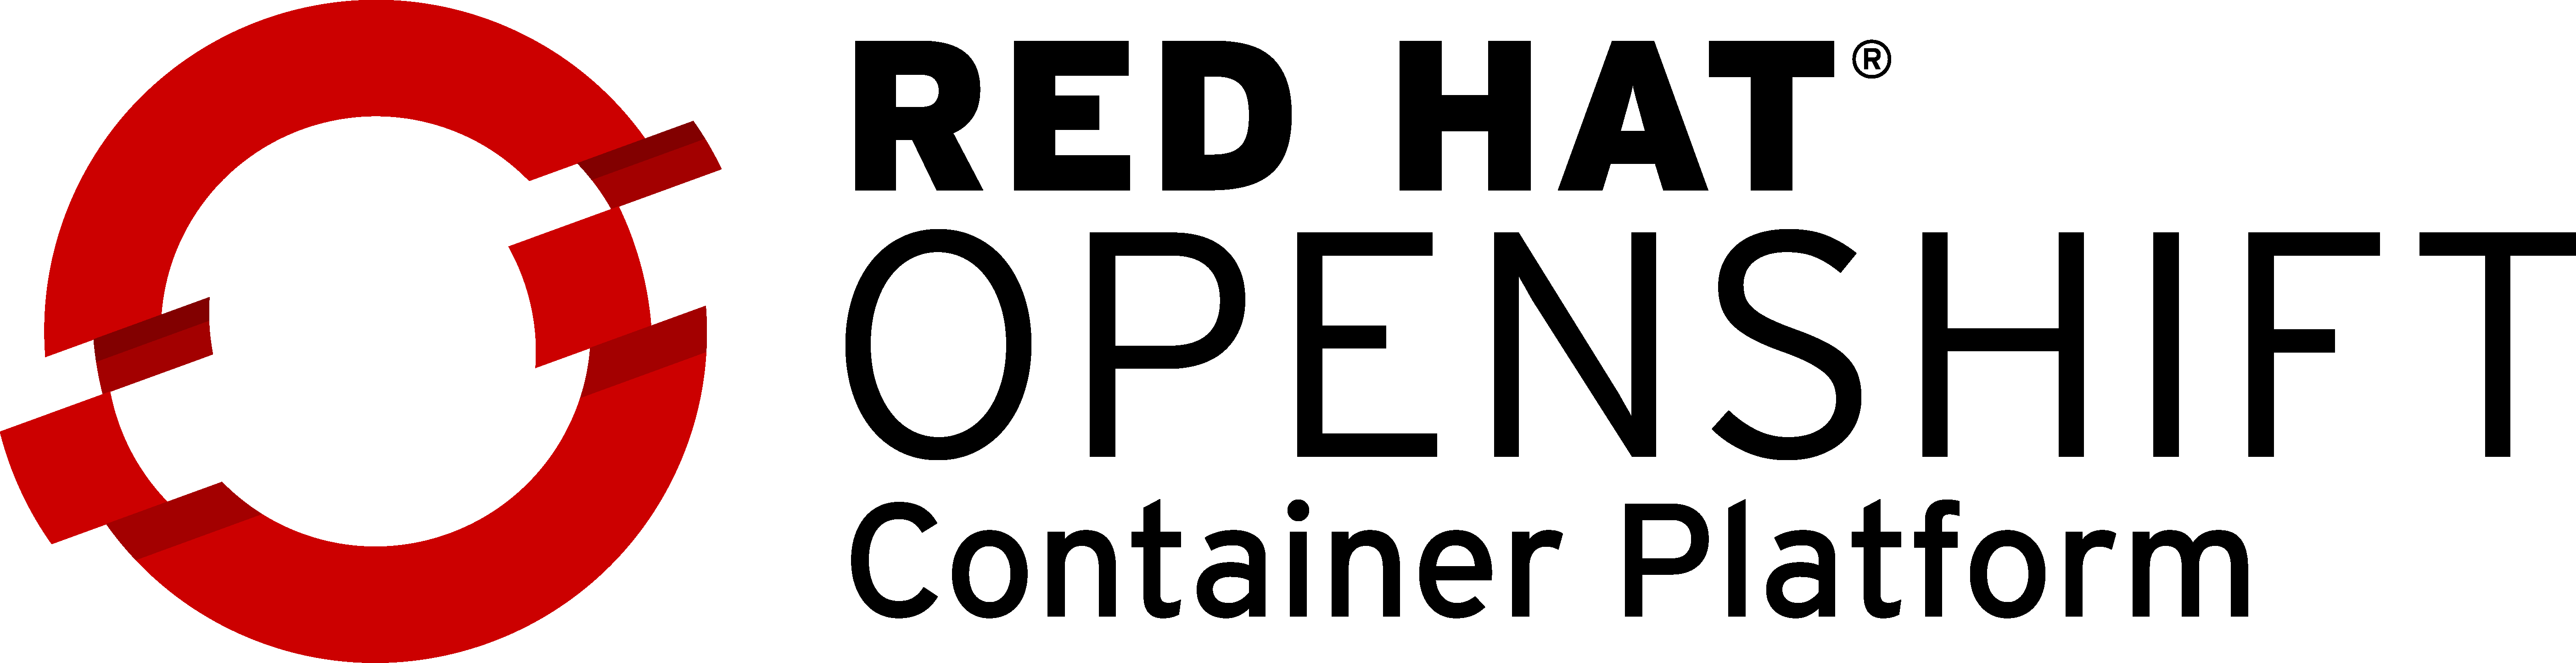 RED HAT®
OPENSHIFT
Container Platform